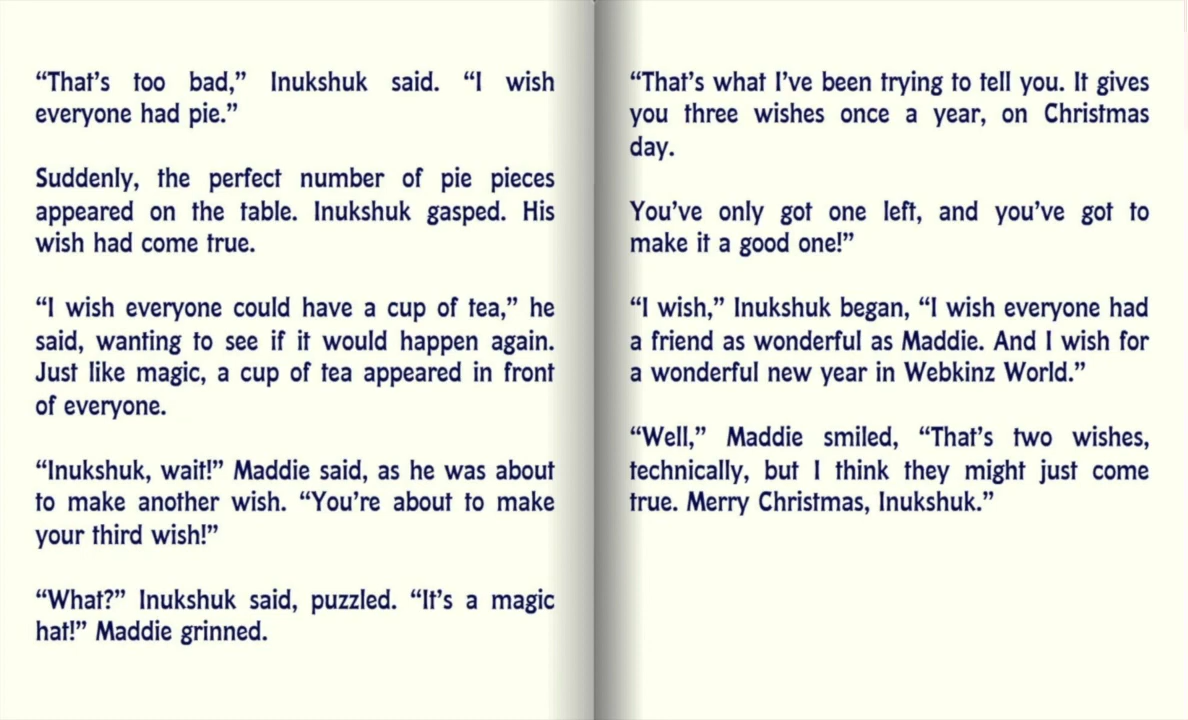 “That’s too bad,” Inukshuk said. “I wish
everyone had pie.”
Suddenly, the perfect number of pie pieces
appeared on the table. Inukshuk gasped. His
wish had come true.
“I wish everyone could have a cup of tea,” he
said, wanting to see if it would happen again.
Just like magic, a cup of tea appeared in front
of everyone.
“Inukshuk, wait!” Maddie said, as he was about
to make another wish. “You’re about to make
your third wish!”
“What?” Inukshuk said, puzzled. “It’s a magic
hat!” Maddie grinned.
“That’s what I’ve been trying to tell you. It gives
you three wishes once a year, on Christmas
day.
You’ve only got one left, and you’ve got to
make it a good one!”
“I wish,” Inukshuk began, “I wish everyone had
a friend as wonderful as Maddie. And I wish for
a wonderful new year in Webkinz World.”
“Well,” Maddie smiled, “That’s two wishes,
technically, but I think they might just come
true. Merry Christmas, Inukshuk.”